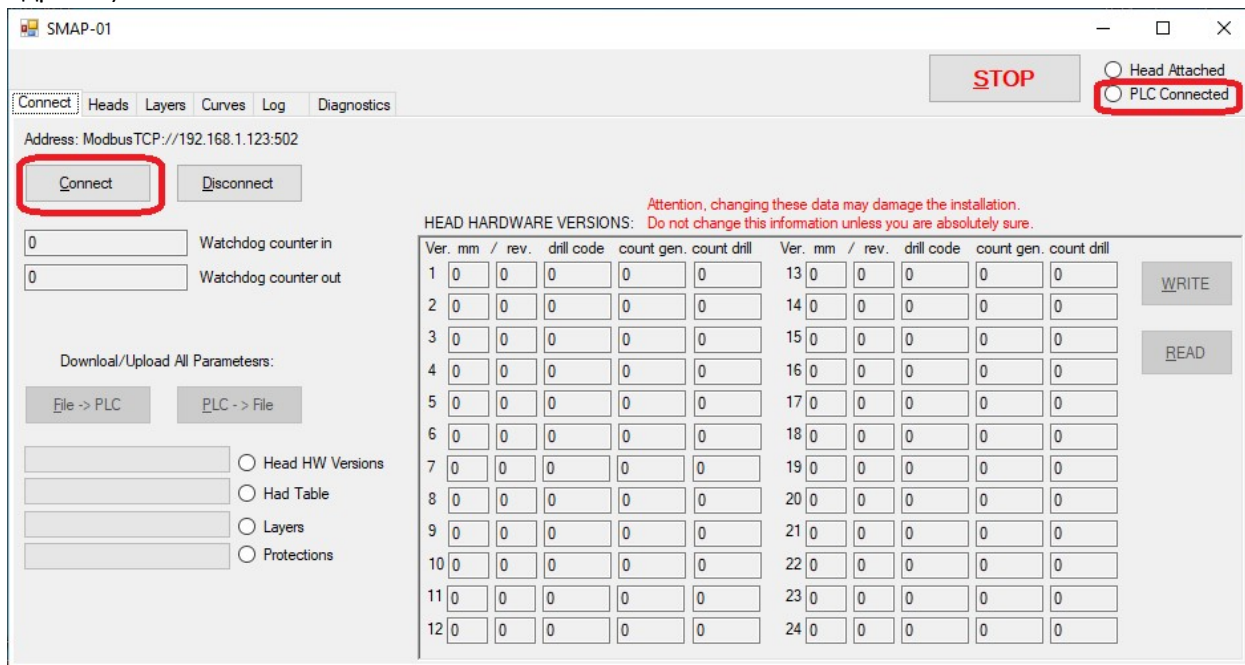 SMAP-01
STOP
Head Attached
PLC Connected
Connect Heads Layers Curves Log Diagnostics
Address: ModbusTCP://192.168.1.123:502
Connect Disconnect
Attention, changing these data may damage the installation.
HEAD HARDWARE VERSIONS: Do not change this information unless you are absolutely sure.
0 Watchdog counter in
0 Watchdog counter out
Downloal/Upload All Parametesrs:
File -> PLC PLC - > File
Head HW Versions
Had Table
Layers
Protections
Ver. mm / rev. drill code count gen. count drill Ver. mm / rev. drill code count gen. count drill
1 0 0 0 0 0 13 0 0 0 0 0
2 0 0 0 0 0 14 0 0 0 0 0
3 0 0 0 0 0 15 0 0 0 0 0
4 0 0 0 0 0 16 0 0 0 0 0
5 0 0 0 0 0 17 0 0 0 0 0
6 0 0 0 0 0 18 0 0 0 0 0
7 0 0 0 0 0 19 0 0 0 0 0
8 0 0 0 0 0 20 0 0 0 0 0
9 0 0 0 0 0 21 0 0 0 0 0
10 0 0 0 0 0 22 0 0 0 0 0
11 0 0 0 0 0 23 0 0 0 0 0
12 0 0 0 0 0 24 0 0 0 0 0
WRITE
READ